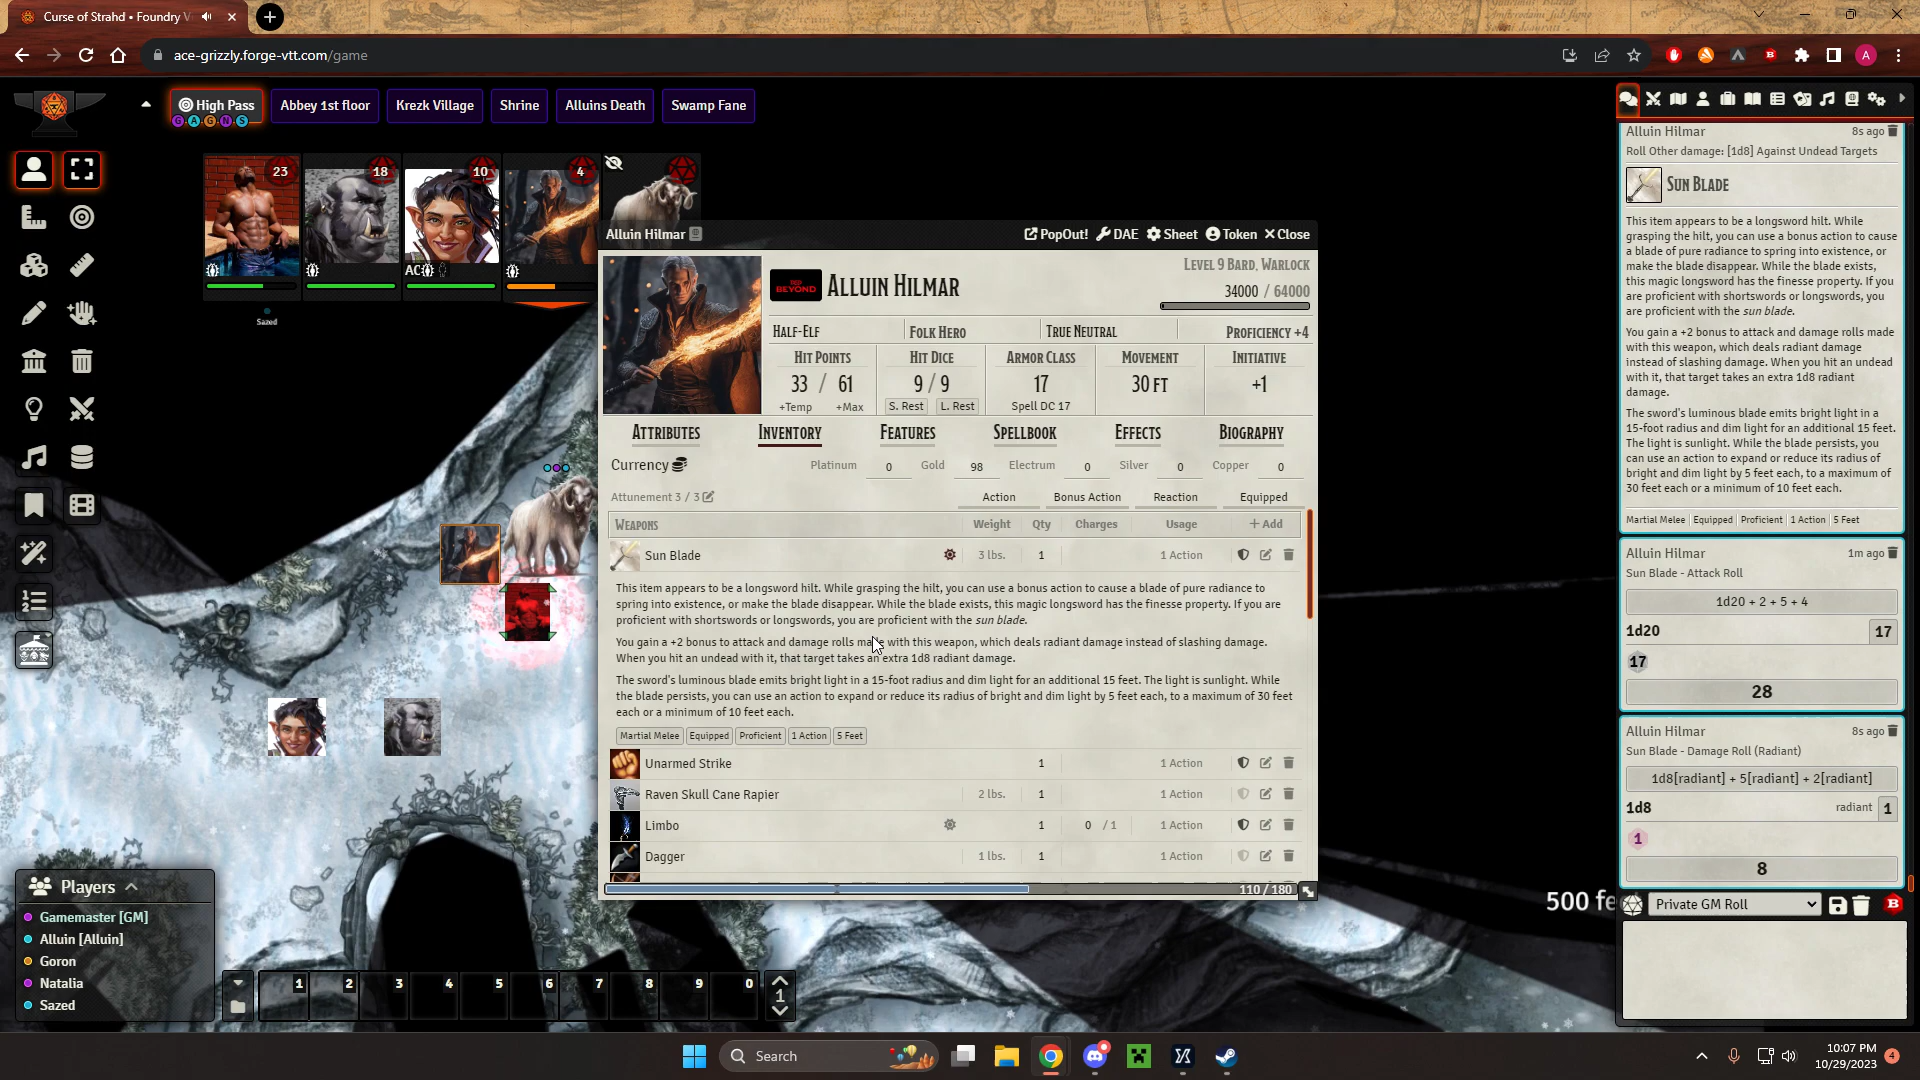 Curse of Strahd • Foundry V
ace-grizzly.forge-vtt.com/game
High Pass
Abbey 1st floor
Krezk Village
Shrine
Alluins Death
Swamp Fane
G A G N S
23
18
10
4
AC
Sazed
Alluin Hilmar
PopOut!
DAE
Sheet
Token
Close
BEYOND
Alluin Hilmar
Level 9 Bard, Warlock
34000 / 64000
Half-Elf
Folk Hero
True Neutral
Proficiency +4
Hit Points
Hit Dice
Armor Class
Movement
Initiative
33 / 61
9 / 9
17
30 ft
+1
+Temp
+Max
S. Rest
L. Rest
Spell DC 17
Attributes
Inventory
Features
Spellbook
Effects
Biography
Currency
Platinum 0
Gold 98
Electrum 0
Silver 0
Copper 0
Attunement 3 / 3
Action
Bonus Action
Reaction
Equipped
Weapons
Weight
Qty
Charges
Usage
+ Add
Sun Blade
3 lbs.
1
1 Action
This item appears to be a longsword hilt. While grasping the hilt, you can use a bonus action to cause a blade of pure radiance to
spring into existence, or make the blade disappear. While the blade exists, this magic longsword has the finesse property. If you are
proficient with shortswords or longswords, you are proficient with the sun blade.
You gain a +2 bonus to attack and damage rolls made with this weapon, which deals radiant damage instead of slashing damage.
When you hit an undead with it, that target takes an extra 1d8 radiant damage.
The sword's luminous blade emits bright light in a 15-foot radius and dim light for an additional 15 feet. The light is sunlight. While
the blade persists, you can use an action to expand or reduce its radius of bright and dim light by 5 feet each, to a maximum of 30 feet
each or a minimum of 10 feet each.
Martial Melee
Equipped
Proficient
1 Action
5 Feet
Unarmed Strike
1
1 Action
Raven Skull Cane Rapier
2 lbs.
1
1 Action
Limbo
1
0 / 1
1 Action
Dagger
1 lbs.
1
1 Action
110 / 180
500 fe
Players
Gamemaster [GM]
Alluin [Alluin]
Goron
Natalia
Sazed
1
2
3
4
5
6
7
8
9
0
1
Alluin Hilmar
8s ago
Roll Other damage: [1d8] Against Undead Targets
Sun Blade
This item appears to be a longsword hilt. While
grasping the hilt, you can use a bonus action to cause
a blade of pure radiance to spring into existence, or
make the blade disappear. While the blade exists,
this magic longsword has the finesse property. If you
are proficient with shortswords or longswords, you
are proficient with the sun blade.
You gain a +2 bonus to attack and damage rolls made
with this weapon, which deals radiant damage
instead of slashing damage. When you hit an undead
with it, that target takes an extra 1d8 radiant
damage.
The sword's luminous blade emits bright light in a
15-foot radius and dim light for an additional 15 feet.
The light is sunlight. While the blade persists, you
can use an action to expand or reduce its radius of
bright and dim light by 5 feet each, to a maximum of
30 feet each or a minimum of 10 feet each.
Martial Melee
Equipped
Proficient
1 Action
5 Feet
Alluin Hilmar
1m ago
Sun Blade - Attack Roll
1d20 + 2 + 5 + 4
1d20
17
17
28
Alluin Hilmar
8s ago
Sun Blade - Damage Roll (Radiant)
1d8[radiant] + 5[radiant] + 2[radiant]
1d8
radiant
1
1
8
Private GM Roll
B
Search
10:07 PM
10/29/2023
4